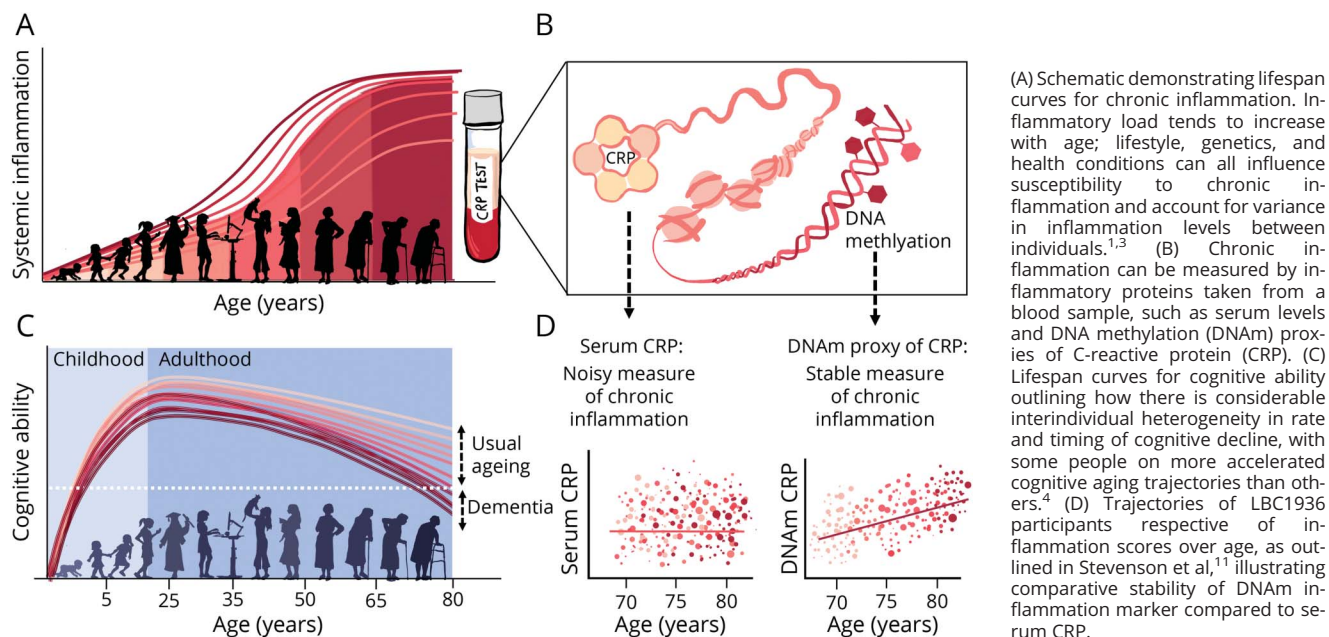 A
Systemic inflammation
Age (years)
CRP TEST
B
CRP
DNA
methlyation
C
Cognitive ability
Childhood
Adulthood
Usual
ageing
Dementia
5
25
35
50
65
80
Age (years)
D
Serum CRP:
Noisy measure
of chronic
inflammation
Serum CRP
70
75
80
Age (years)
DNAm proxy of CRP:
Stable measure
of chronic
inflammation
DNAm CRP
70
75
80
Age (years)
(A) Schematic demonstrating lifespan
curves for chronic inflammation. In-
flammatory load tends to increase
with age; lifestyle, genetics, and
health conditions can all influence
susceptibility to chronic in-
flammation and account for variance
in inflammation levels between
individuals.1,3 (B) Chronic in-
flammation can be measured by in-
flammatory proteins taken from a
blood sample, such as serum levels
and DNA methylation (DNAm) prox-
ies of C-reactive protein (CRP). (C)
Lifespan curves for cognitive ability
outlining how there is considerable
interindividual heterogeneity in rate
and timing of cognitive decline, with
some people on more accelerated
cognitive aging trajectories than oth-
ers.4 (D) Trajectories of LBC1936
participants respective of in-
flammation scores over age, as out-
lined in Stevenson et al,11 illustrating
comparative stability of DNAm in-
flammation marker compared to se-
rum CRP.